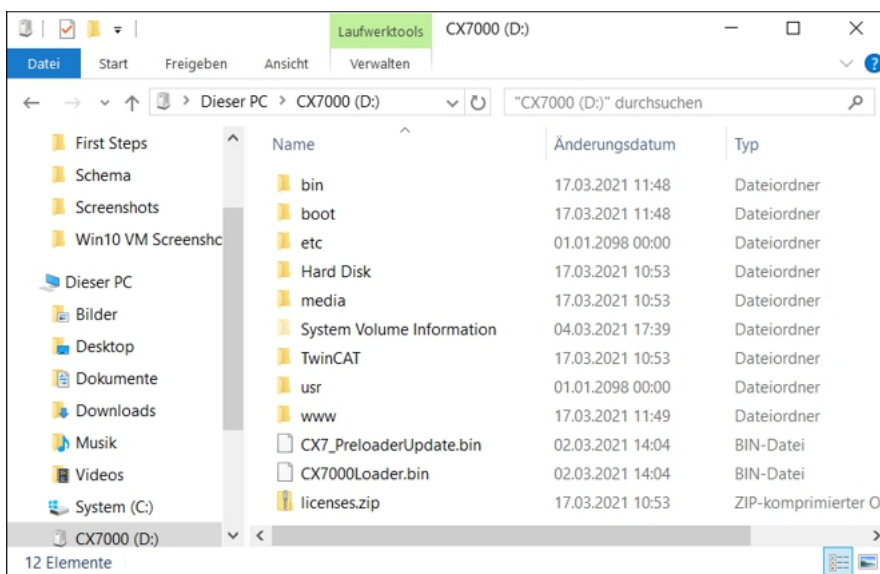 Laufwerktools CX7000 (D:)
Datei Start Freigeben Ansicht Verwalten
Dieser PC > CX7000 (D:) "CX7000 (D:)" durchsuchen
First Steps
Schema
Screenshots
Win10 VM Screenshc
Dieser PC
Bilder
Desktop
Dokumente
Downloads
Musik
Videos
System (C:)
CX7000 (D:)
Name Änderungsdatum Typ
bin 17.03.2021 11:48 Dateiordner
boot 17.03.2021 11:48 Dateiordner
etc 01.01.2098 00:00 Dateiordner
Hard Disk 17.03.2021 10:53 Dateiordner
media 17.03.2021 10:53 Dateiordner
System Volume Information 04.03.2021 17:39 Dateiordner
TwinCAT 17.03.2021 10:53 Dateiordner
usr 01.01.2098 00:00 Dateiordner
www 17.03.2021 11:49 Dateiordner
CX7_PreloaderUpdate.bin 02.03.2021 14:04 BIN-Datei
CX7000Loader.bin 02.03.2021 14:04 BIN-Datei
licenses.zip 17.03.2021 10:53 ZIP-komprimierter O
12 Elemente